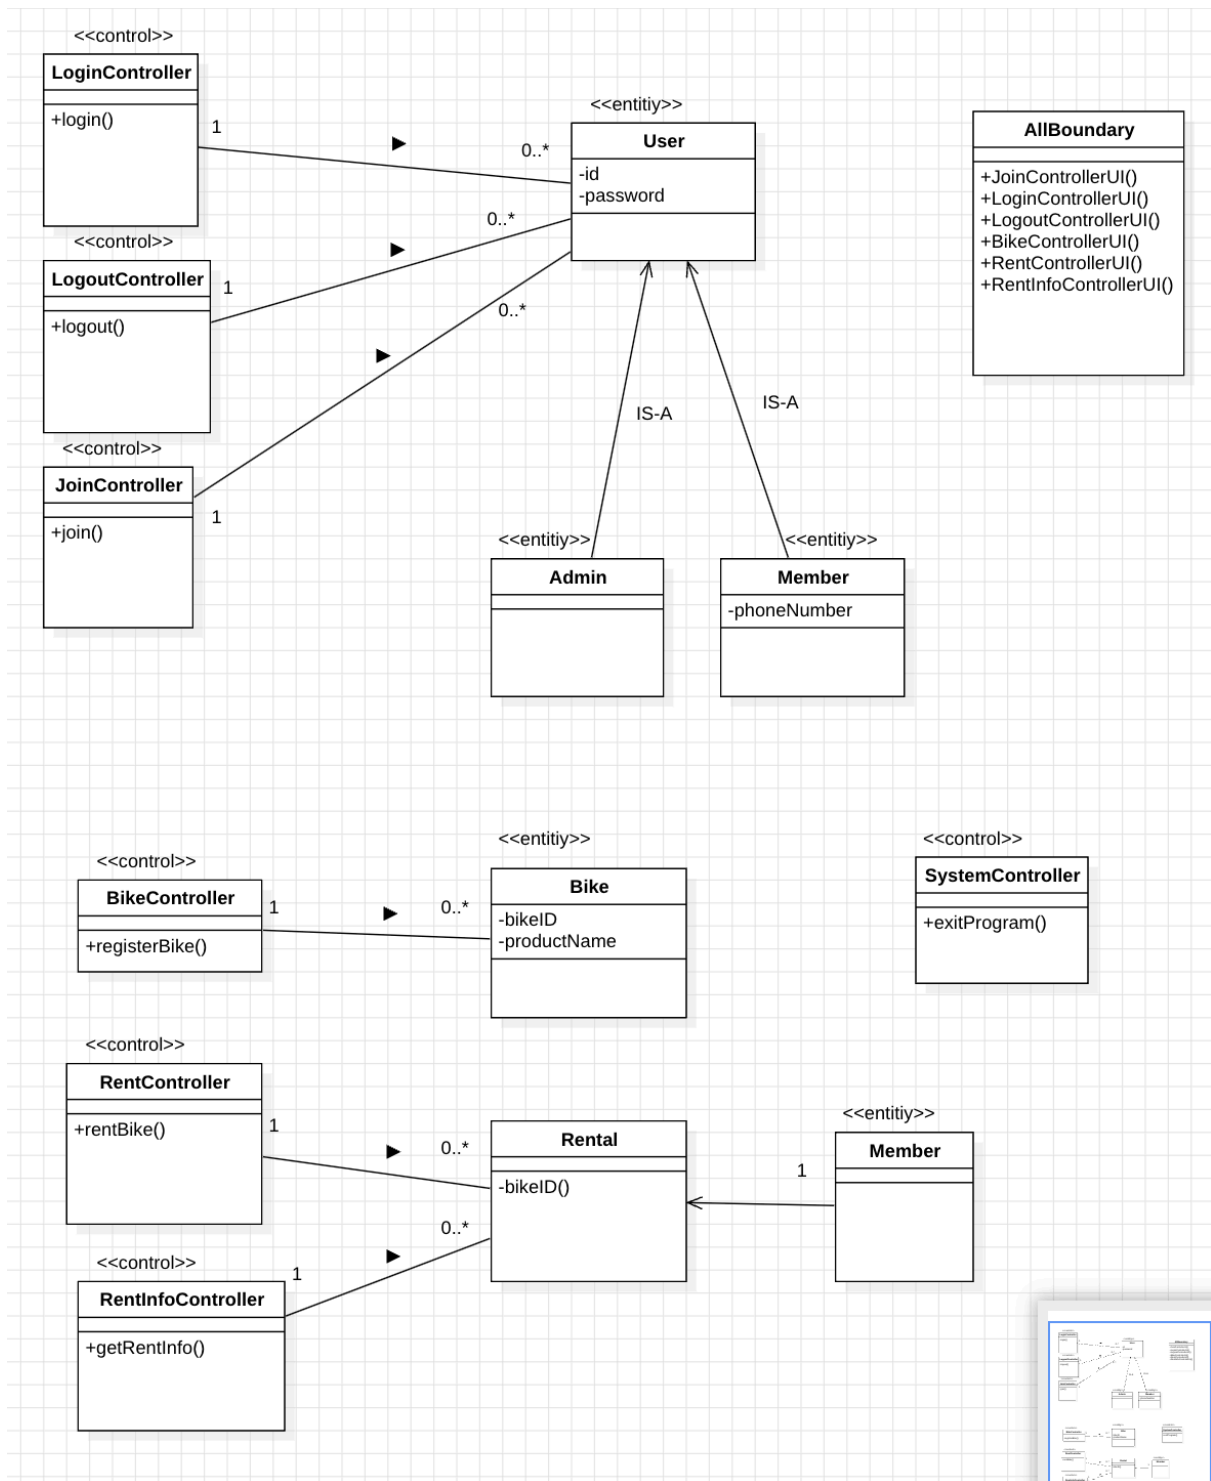 <<control>>
LoginController
+login()
1
0..*
<<entitiy>>
User
-id
-password
AllBoundary
+JoinControllerUI()
+LoginControllerUI()
+LogoutControllerUI()
+BikeControllerUI()
+RentControllerUI()
+RentInfoControllerUI()
<<control>>
LogoutController
+logout()
1
0..*
<<control>>
JoinController
+join()
1
0..*
IS-A
IS-A
<<entitiy>>
Admin
<<entitiy>>
Member
-phoneNumber
<<control>>
BikeController
+registerBike()
1
0..*
<<entitiy>>
Bike
-bikeID
-productName
<<control>>
SystemController
+exitProgram()
<<control>>
RentController
+rentBike()
1
0..*
Rental
-bikeID()
1
<<entitiy>>
Member
<<control>>
RentInfoController
+getRentInfo()
1
0..*